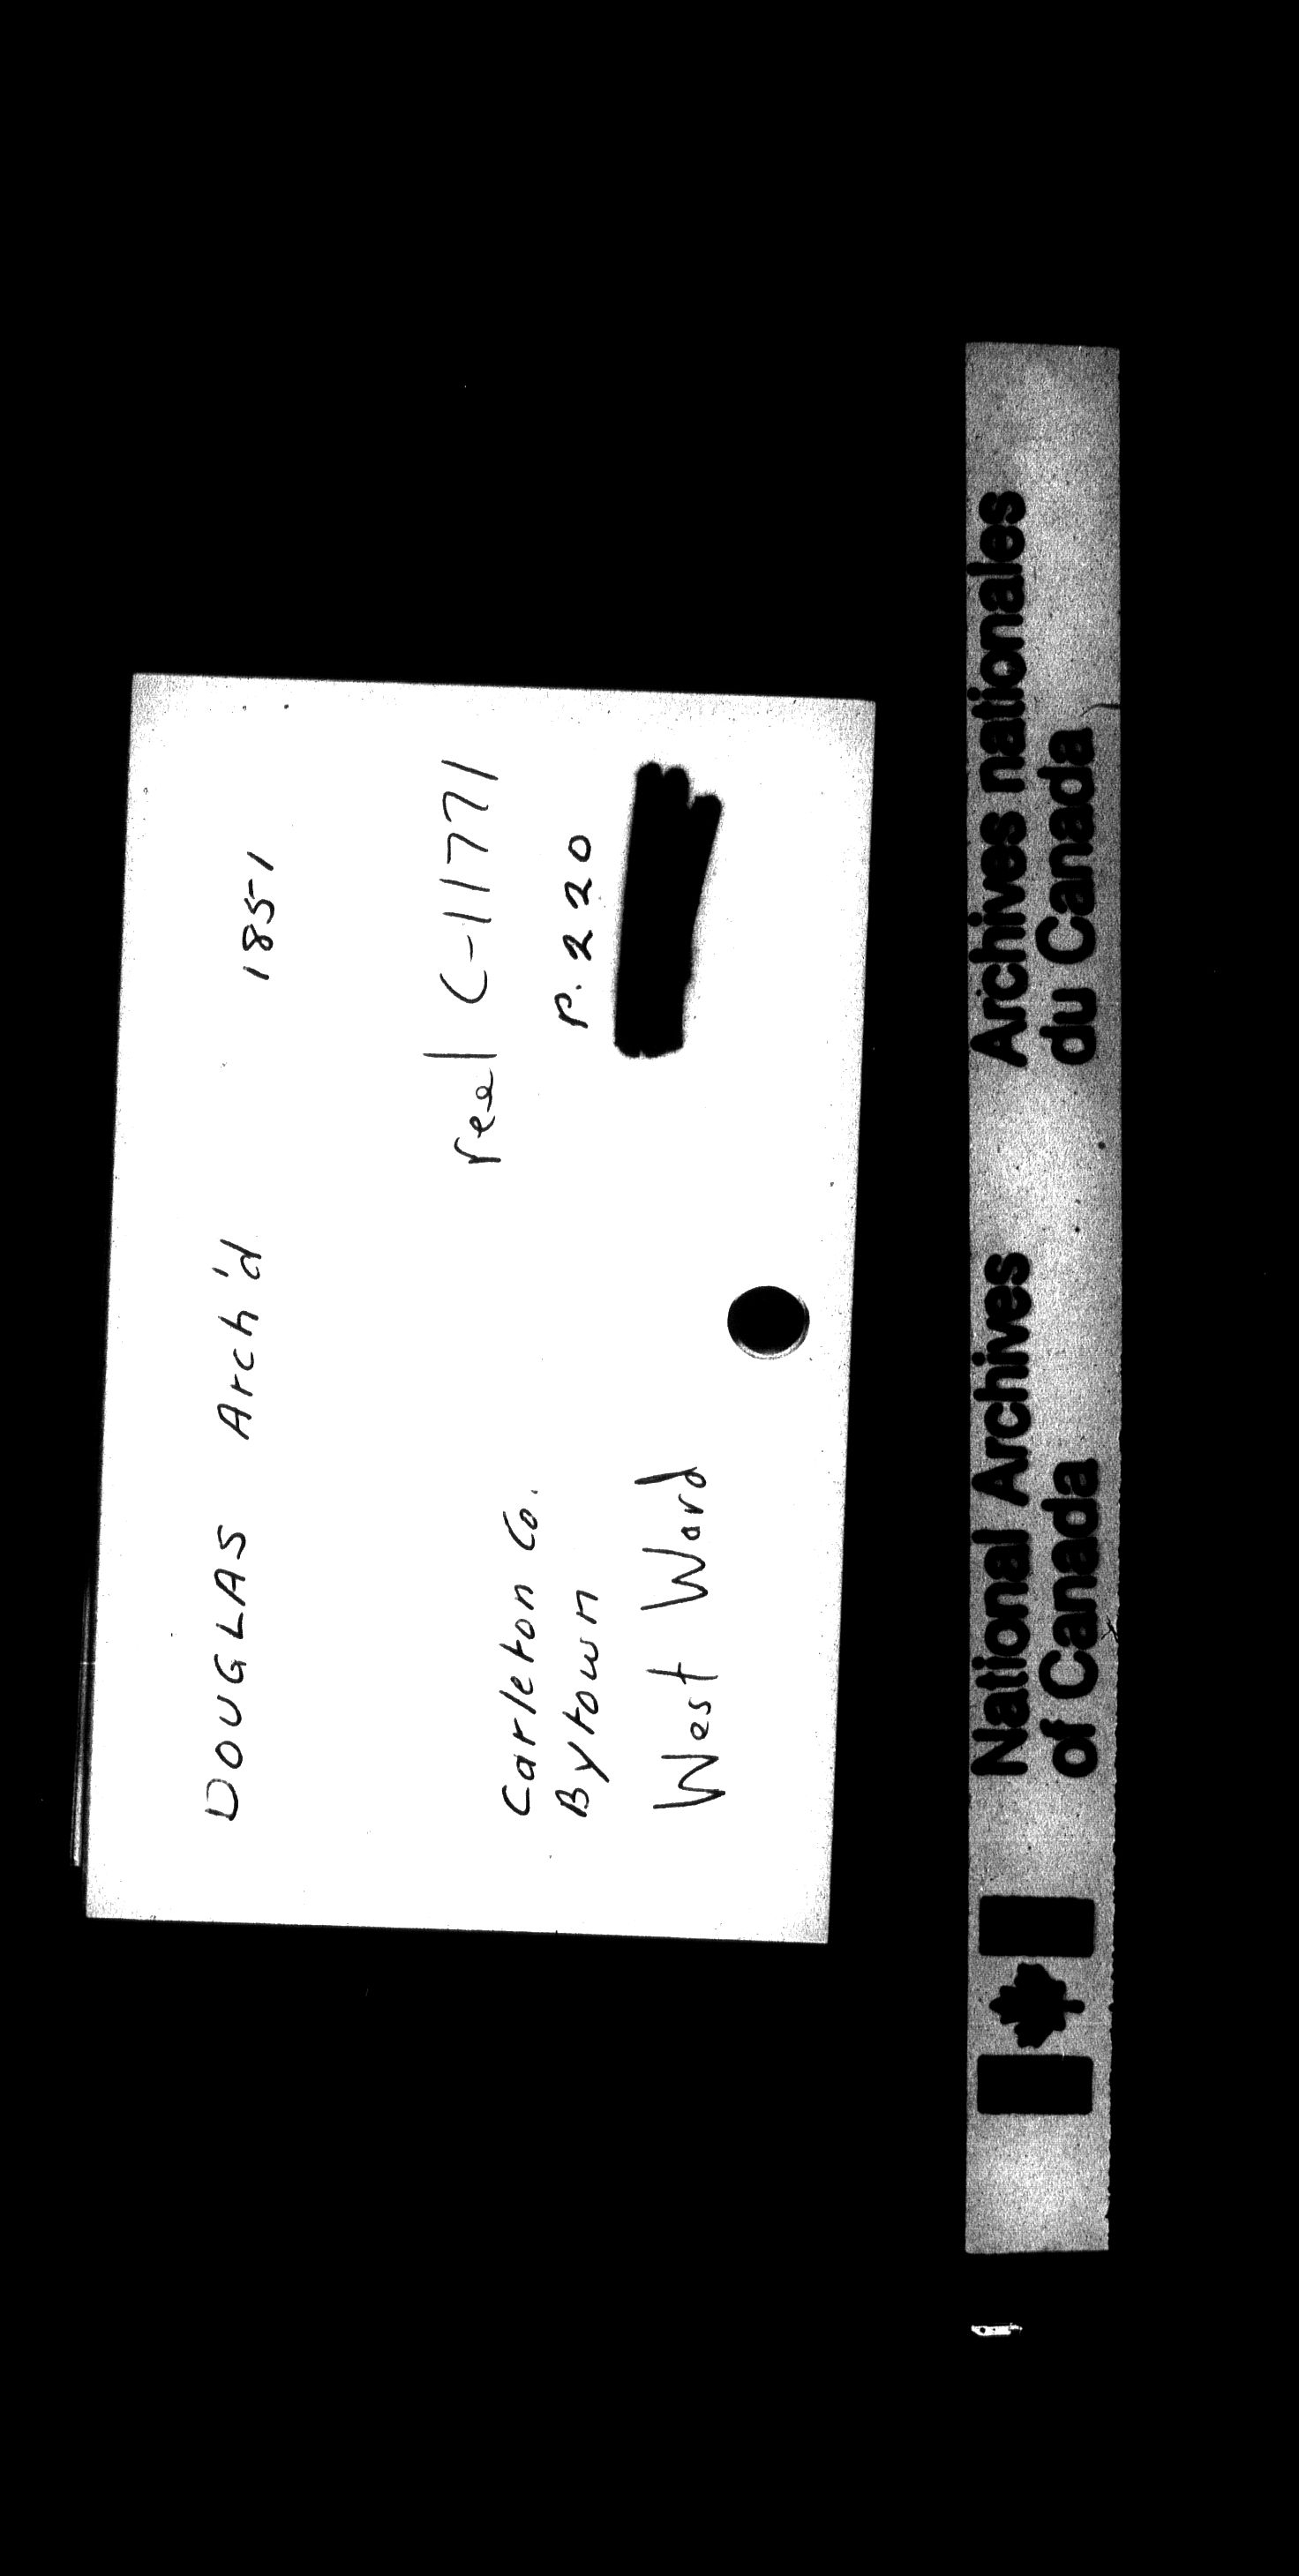 DOUGLAS Arch'd 1851
reel C-11771
Carleton Co. P. 220
Bytown
West Ward
National Archives Archives nationales
of Canada du Canada